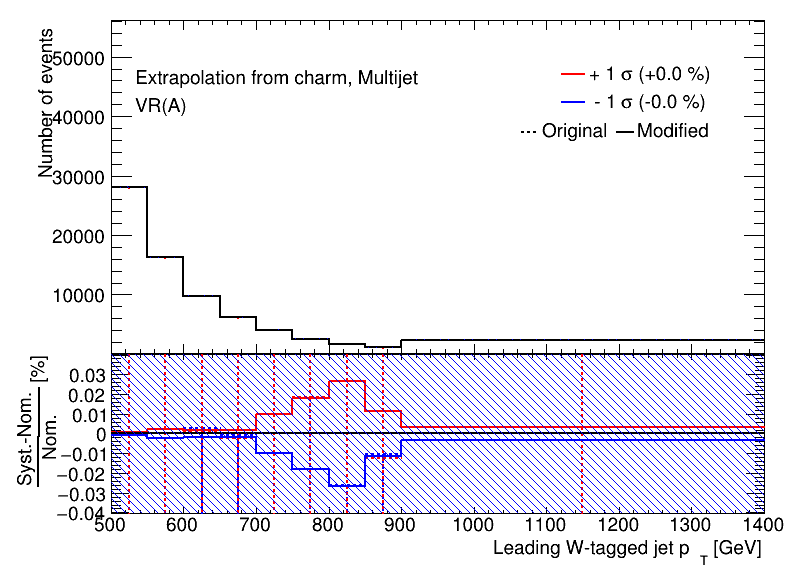 Number of events
50000
40000
30000
20000
10000
Extrapolation from charm, Multijet
VR(A)
+ 1 σ (+0.0 %)
- 1 σ (-0.0 %)
Original Modified
Syst.-Nom.
Nom.
[%]
0.03
0.02
0.01
0
−0.01
−0.02
−0.03
−0.04
500 600 700 800 900 1000 1100 1200 1300 1400
Leading W-tagged jet p T [GeV]